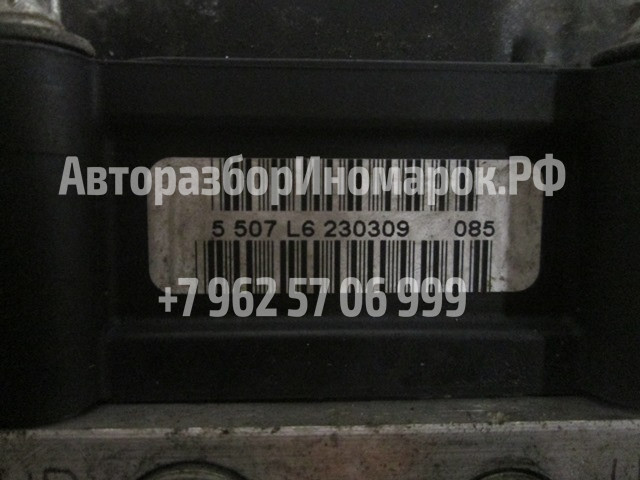 АвторазборИномарок.РФ
5 507 L6 230309 085
+7 962 57 06 999